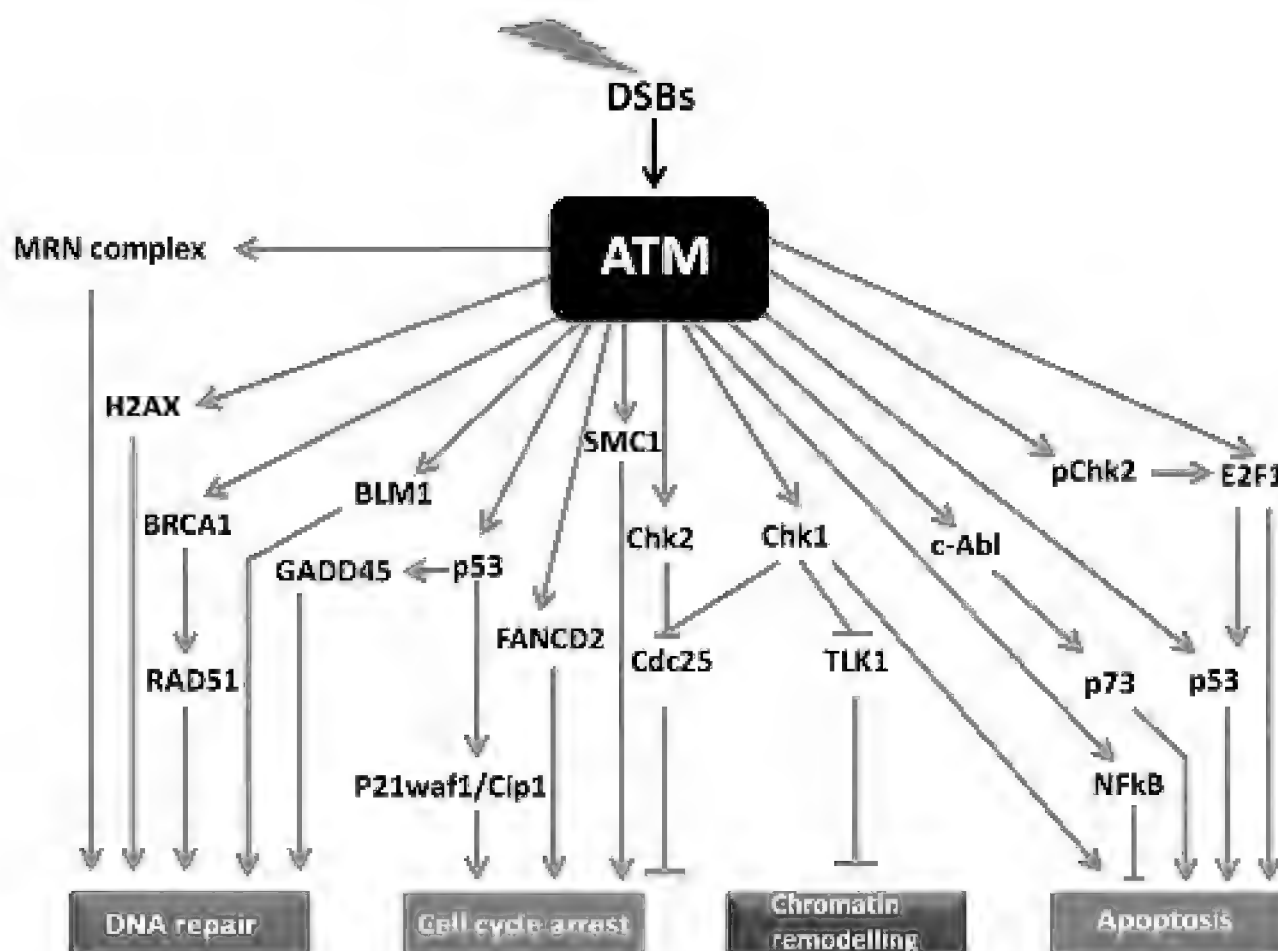 DSBs
ATM
MRN complex
H2AX
SMC1
pChk2
E2F1
BLM1
BRCA1
Chk2
Chk1
c-Abl
GADD45
p53
FANCD2
Cdc25
TLK1
RAD51
p73
p53
P21waf1/Cip1
NFkB
DNA repair
Cell cycle arrest
Chromatin
remodelling
Apoptosis